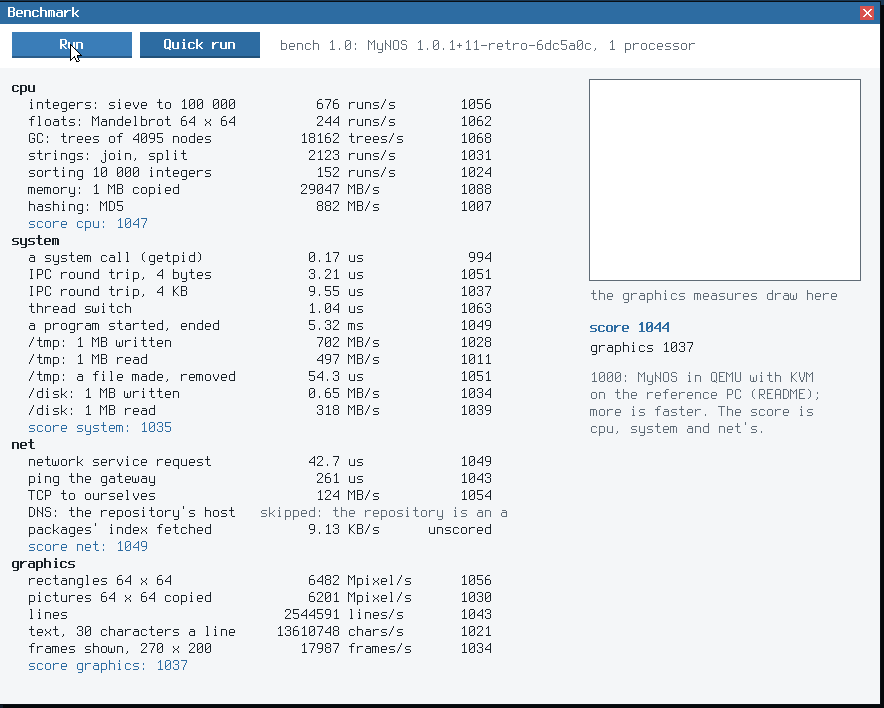 Benchmark
Run Quick run bench 1.0: MyNOS 1.0.1+11-retro-6dc5a0c, 1 processor
cpu
integers: sieve to 100 000 676 runs/s 1056
floats: Mandelbrot 64 x 64 244 runs/s 1062
GC: trees of 4095 nodes 18162 trees/s 1068
strings: join, split 2123 runs/s 1031
sorting 10 000 integers 152 runs/s 1024
memory: 1 MB copied 29047 MB/s 1088
hashing: MD5 882 MB/s 1007
score cpu: 1047
system
a system call (getpid) 0.17 us 994
IPC round trip, 4 bytes 3.21 us 1051
IPC round trip, 4 KB 9.55 us 1037
thread switch 1.04 us 1063
a program started, ended 5.32 ms 1049
/tmp: 1 MB written 702 MB/s 1028
/tmp: 1 MB read 497 MB/s 1011
/tmp: a file made, removed 54.3 us 1051
/disk: 1 MB written 0.65 MB/s 1034
/disk: 1 MB read 318 MB/s 1039
score system: 1035
net
network service request 42.7 us 1049
ping the gateway 261 us 1043
TCP to ourselves 124 MB/s 1054
DNS: the repository's host skipped: the repository is an a
packages' index fetched 9.13 KB/s unscored
score net: 1049
graphics
rectangles 64 x 64 6482 Mpixel/s 1056
pictures 64 x 64 copied 6201 Mpixel/s 1030
lines 2544591 lines/s 1043
text, 30 characters a line 13610748 chars/s 1021
frames shown, 270 x 200 17987 frames/s 1034
score graphics: 1037
the graphics measures draw here
score 1044
graphics 1037
1000: MyNOS in QEMU with KVM
on the reference PC (README);
more is faster. The score is
cpu, system and net's.